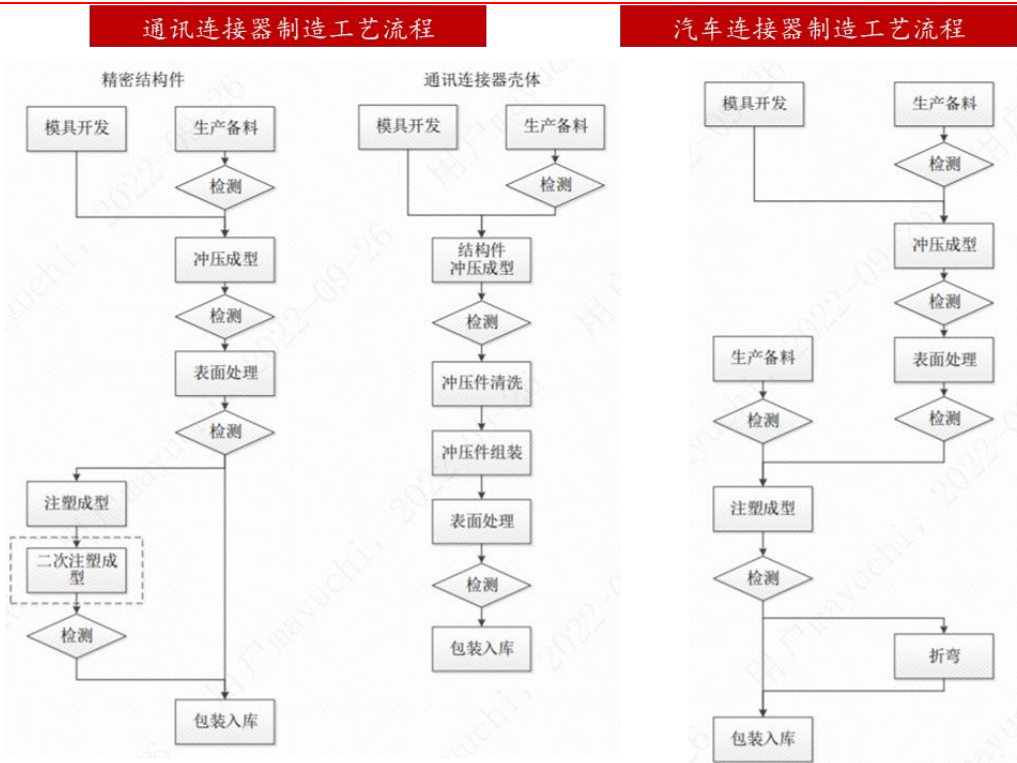 通讯连接器制造工艺流程
精密结构件
模具开发
生产备料
检测
冲压成型
检测
表面处理
检测
注塑成型
二次注塑成
型
检测
包装入库
通讯连接器壳体
模具开发
生产备料
检测
结构件
冲压成型
检测
冲压件清洗
冲压件组装
表面处理
检测
包装入库
汽车连接器制造工艺流程
模具开发
生产备料
检测
冲压成型
检测
生产备料
表面处理
检测
检测
注塑成型
检测
折弯
包装入库